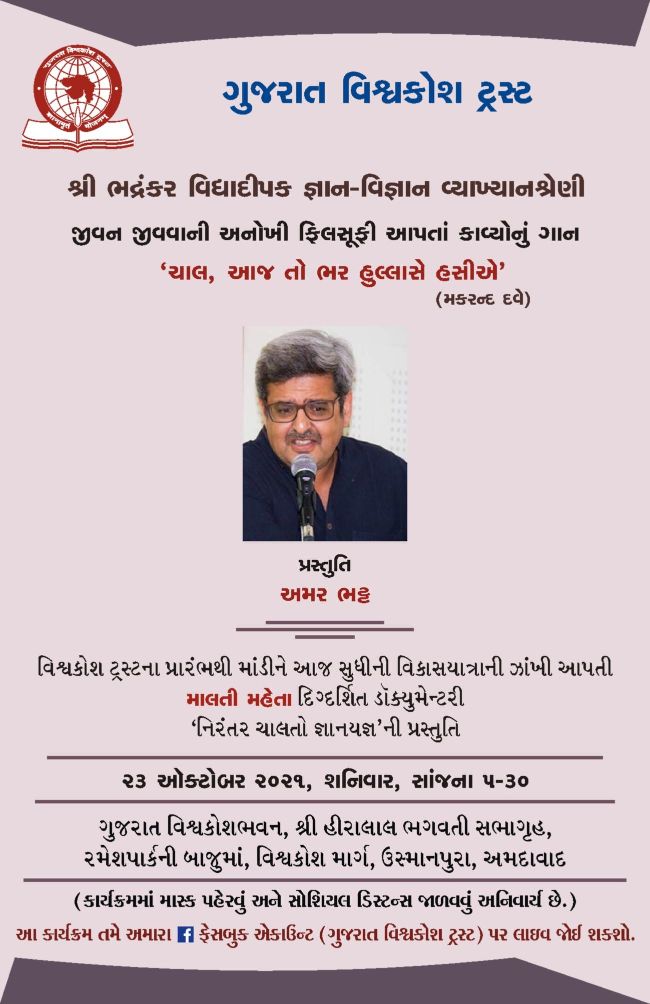 ગુજરાત વિશ્વકોશ ટ્રસ્ટ
શ્રી ભદ્રંકર વિદ્યાદીપક જ્ઞાન-વિજ્ઞાન વ્યાખ્યાનશ્રેણી
જીવન જીવવાની અનોખી ફિલસૂફી આપતાં કાવ્યોનું ગાન
‘ચાલ, આજ તો ભર હુલ્લાસે હસીએ’
(મકરન્દ દવે)
પ્રસ્તુતિ
અમર ભટ્ટ
વિશ્વકોશ ટ્રસ્ટના પ્રારંભથી માંડીને આજ સુધીની વિકાસયાત્રાની ઝાંખી આપતી
માલતી મહેતા દિગ્દર્શિત ડૉક્યુમેન્ટરી
‘નિરંતર ચાલતો જ્ઞાનયજ્ઞ’ની પ્રસ્તુતિ
૨૩ ઓક્ટોબર ૨૦૨૧, શનિવાર, સાંજના ૫-૩૦
ગુજરાત વિશ્વકોશભવન, શ્રી હીરાલાલ ભગવતી સભાગૃહ,
રમેશપાર્કની બાજુમાં, વિશ્વકોશ માર્ગ, ઉસ્માનપુરા, અમદાવાદ
(કાર્યક્રમમાં માસ્ક પહેરવું અને સોશિયલ ડિસ્ટન્સ જાળવવું અનિવાર્ય છે.)
આ કાર્યક્રમ તમે અમારા f ફેસબુક એકાઉન્ટ (ગુજરાત વિશ્વકોશ ટ્રસ્ટ) પર લાઇવ જોઈ શકશો.